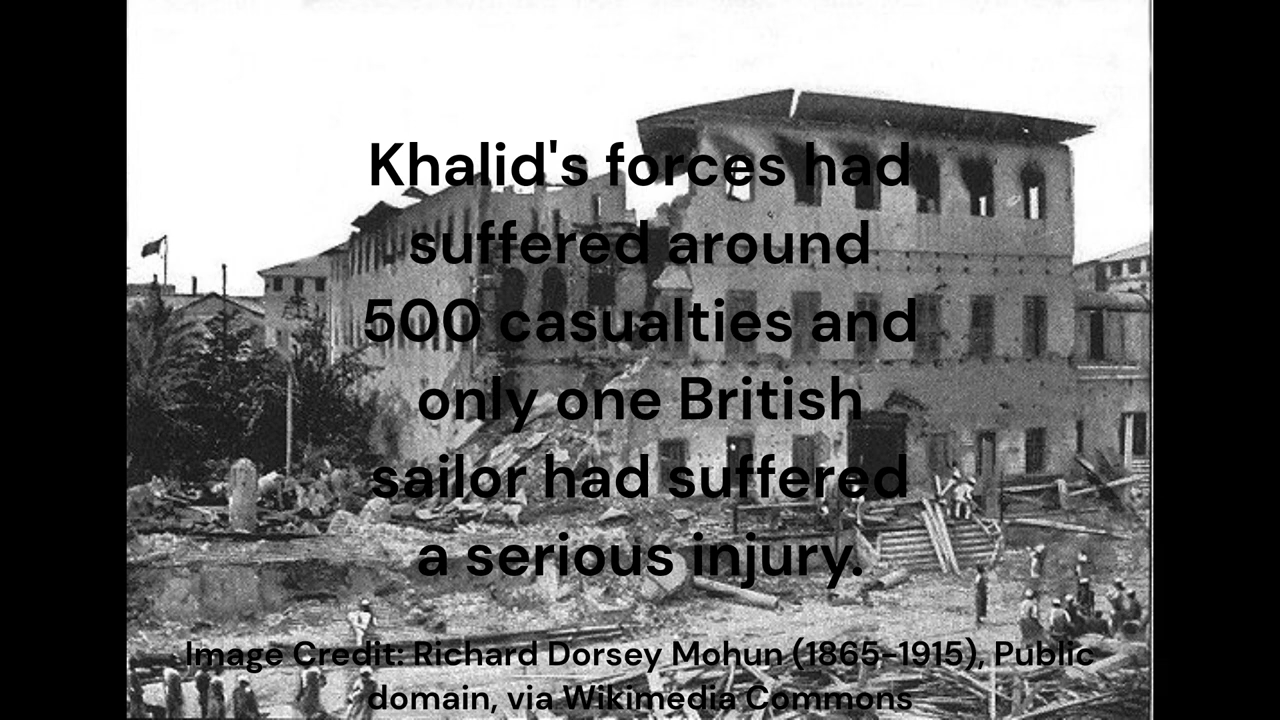 Khalid's forces had
suffered around
500 casualties and
only one British
sailor had suffered
a serious injury.
Image Credit: Richard Dorsey Mohun (1865-1915), Public
domain, via Wikimedia Commons